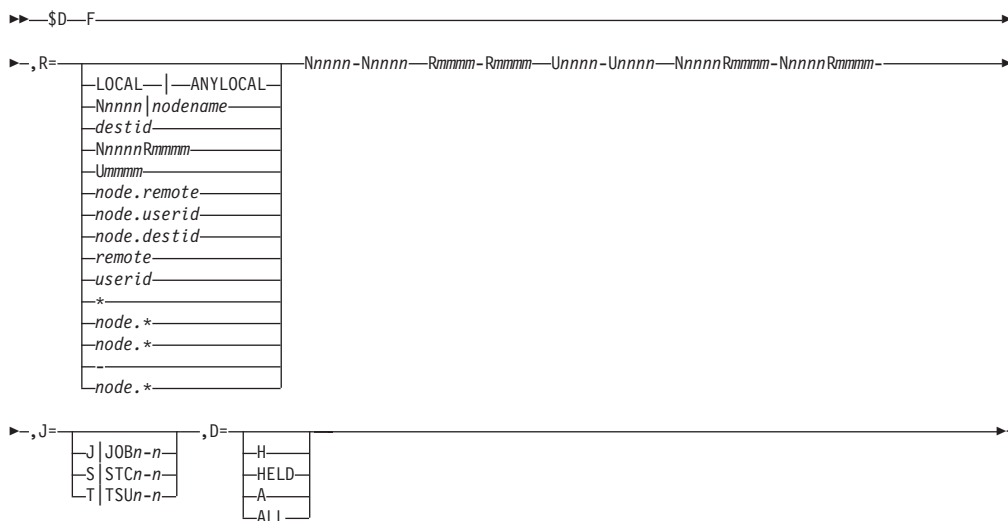 $D F
,R= Nnnnn-Nnnnn Rmmmm-Rmmmm Unnnn-Unnnn NnnnnRmmmm-NnnnnRmmmm-
LOCAL | ANYLOCAL
Nnnnn|nodename
destid
NnnnnRmmmm
Ummmm
node.remote
node.userid
node.destid
remote
userid
*
node.*
node.*
-
node.*
,J= ,D=
J|JOBn-n H
S|STCn-n HELD
T|TSUn-n A
ALL